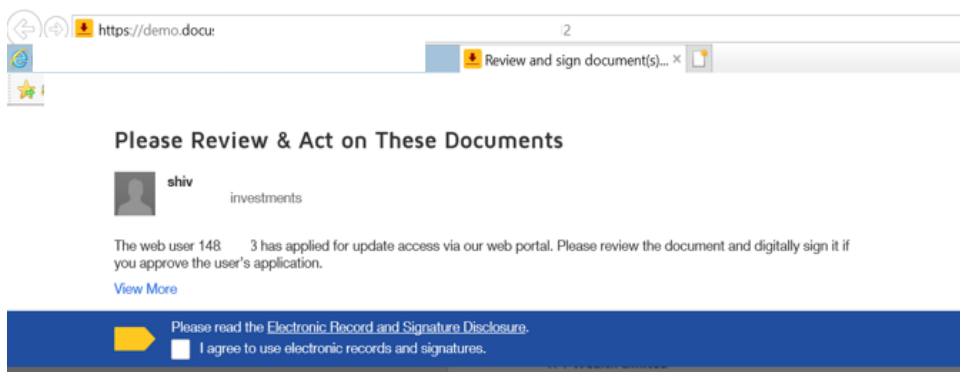 https://demo.docu: 2
Review and sign document(s)... ×
Please Review & Act on These Documents
shiv
investments
The web user 148 3 has applied for update access via our web portal. Please review the document and digitally sign it if
you approve the user's application.
View More
Please read the Electronic Record and Signature Disclosure.
I agree to use electronic records and signatures.